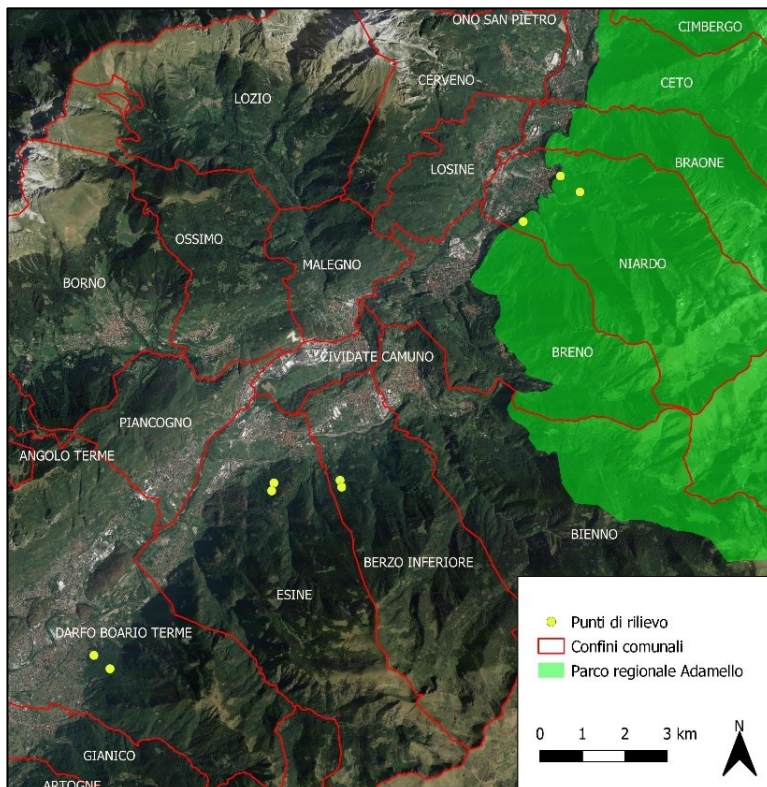 ONO SAN PIETRO
CIMBERGO
CERVENO
CETO
LOZIO
BRAONE
LOSINE
OSSIMO
NIARDO
MALEGNO
BORNO
BRENO
CIVIDATE CAMUNO
PIANCOGNO
ANGOLO TERME
BIENNO
BERZO INFERIORE
ESINE
DARFO BOARIO TERME
GIANICO
ARTOGNE
Punti di rilievo
Confini comunali
Parco regionale Adamello
0 1 2 3 km
N